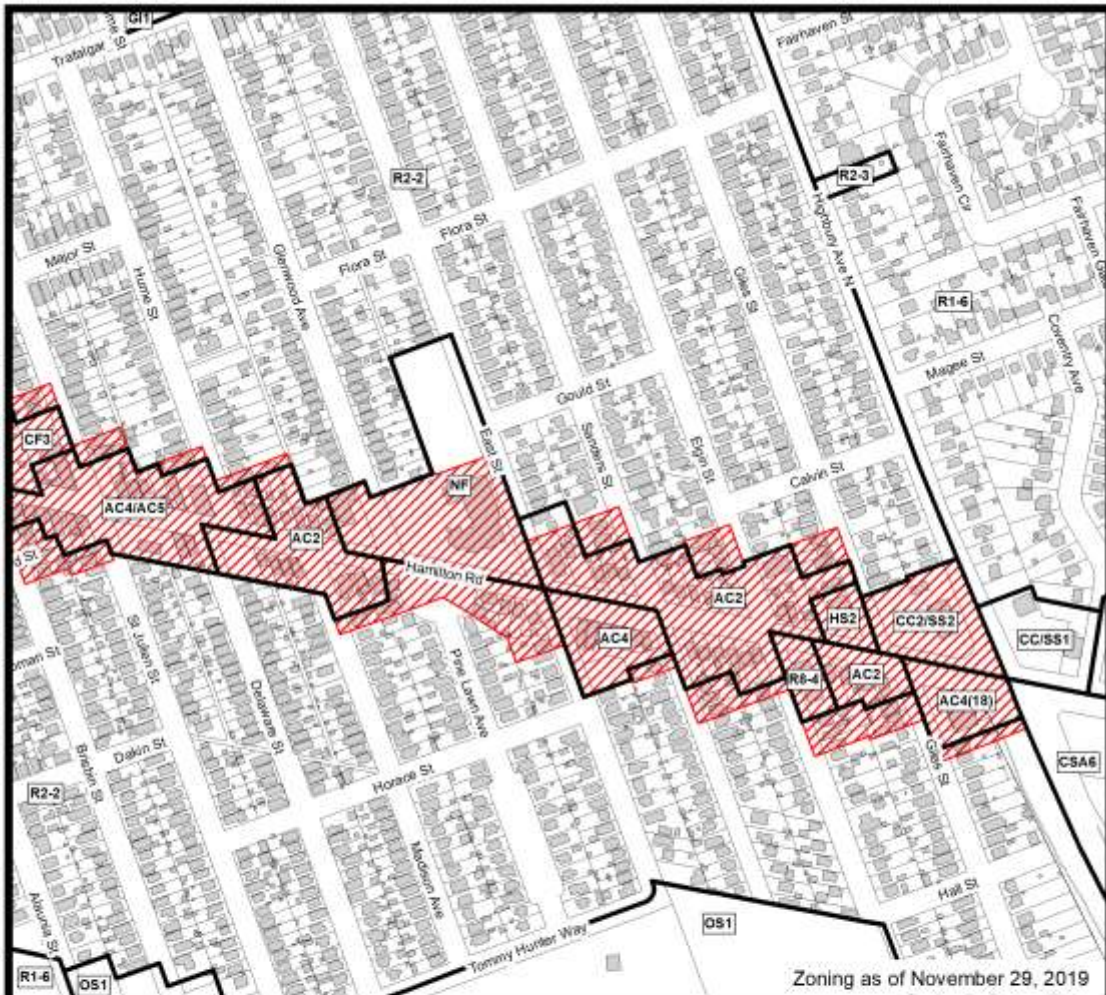 GI1
Trafalgar St
Fairhaven St
R2-2
R2-3
Fairhaven Cir
Highbury Ave N
Flora St
Major St
Flora St
Hume St
Glenwood Ave
Giles St
R1-6
Magee St
Coventry Ave
Gould St
East St
Sanders St
Elgin St
Calvin St
CF3
NF
AC4/AC5
AC2
Hamilton Rd
AC2
HS2
CC2/SS2
CC/SS1
AC4
R8-4
AC2
AC4(18)
St Julien St
Delaware St
Pine Lawn Ave
Giles St
CSA6
Dakin St
Brisbin St
Horace St
R2-2
Madison Ave
Hall St
OS1
Tommy Hunter Way
R1-6
OS1
Zoning as of November 29, 2019